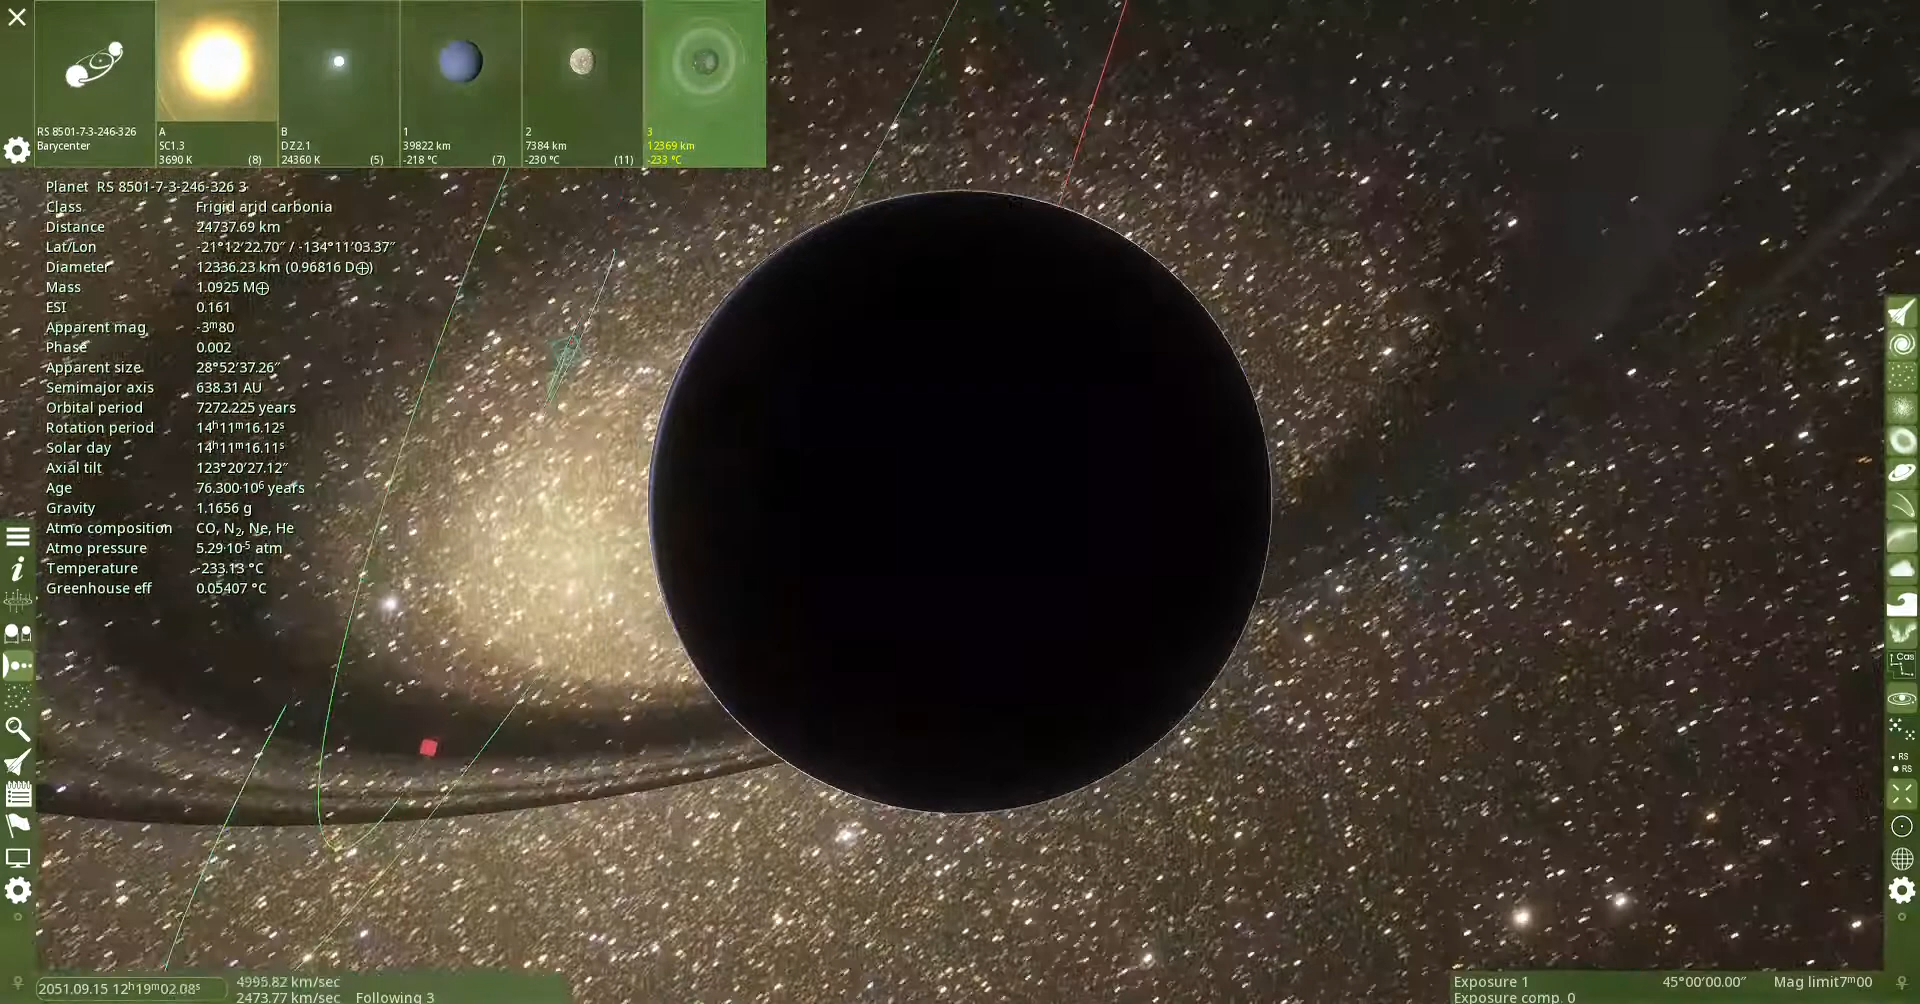 RS 8501-7-3-246-326
Barycenter
A
SC1.3
3690 K (8)
B
DZ2.1
24360 K (5)
1
39822 km
-218 °C (7)
2
7384 km
-230 °C (11)
3
12369 km
-233 °C
Planet RS 8501-7-3-246-326 3
Class Frigid arid carbonia
Distance 24737.69 km
Lat/Lon -21°12′22.70″ / -134°11′03.37″
Diameter 12336.23 km (0.96816 D⊕)
Mass 1.0925 M⊕
ESI 0.161
Apparent mag -3ᵐ80
Phase 0.002
Apparent size 28°52′37.26″
Semimajor axis 638.31 AU
Orbital period 7272.225 years
Rotation period 14ʰ11ᵐ16.12ˢ
Solar day 14ʰ11ᵐ16.11ˢ
Axial tilt 123°20′27.12″
Age 76.300·10⁶ years
Gravity 1.1656 g
Atmo composition CO, N₂, Ne, He
Atmo pressure 5.29·10⁻⁵ atm
Temperature -233.13 °C
Greenhouse eff 0.05407 °C
Cas
RS
RS
2051.09.15 12ʰ19ᵐ02.08ˢ
4995.82 km/sec
2473.77 km/sec Following 3
Exposure 1 45°00′00.00″ Mag limit 7ᵐ00
Exposure comp. 0